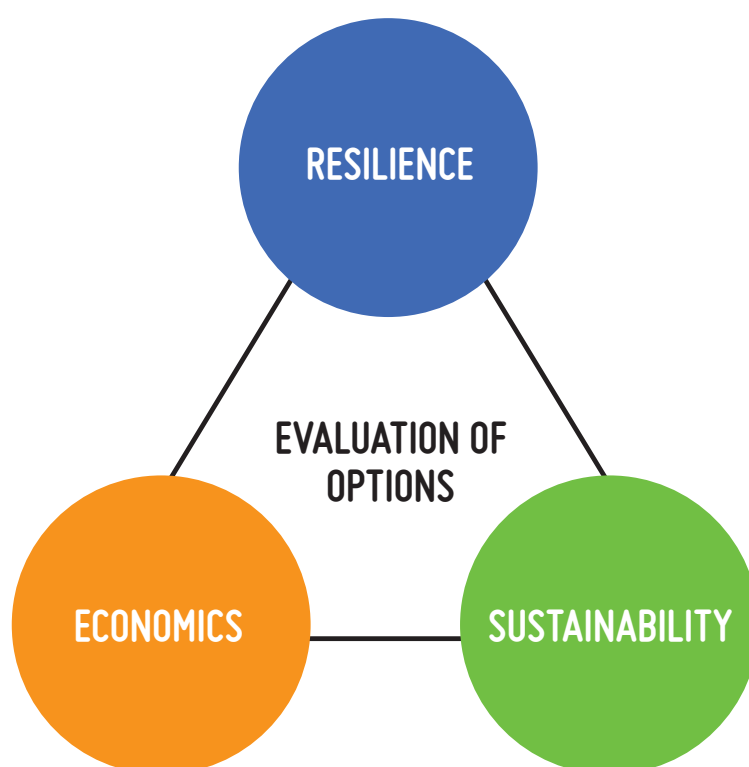 RESILIENCE
EVALUATION OF
OPTIONS
ECONOMICS
SUSTAINABILITY